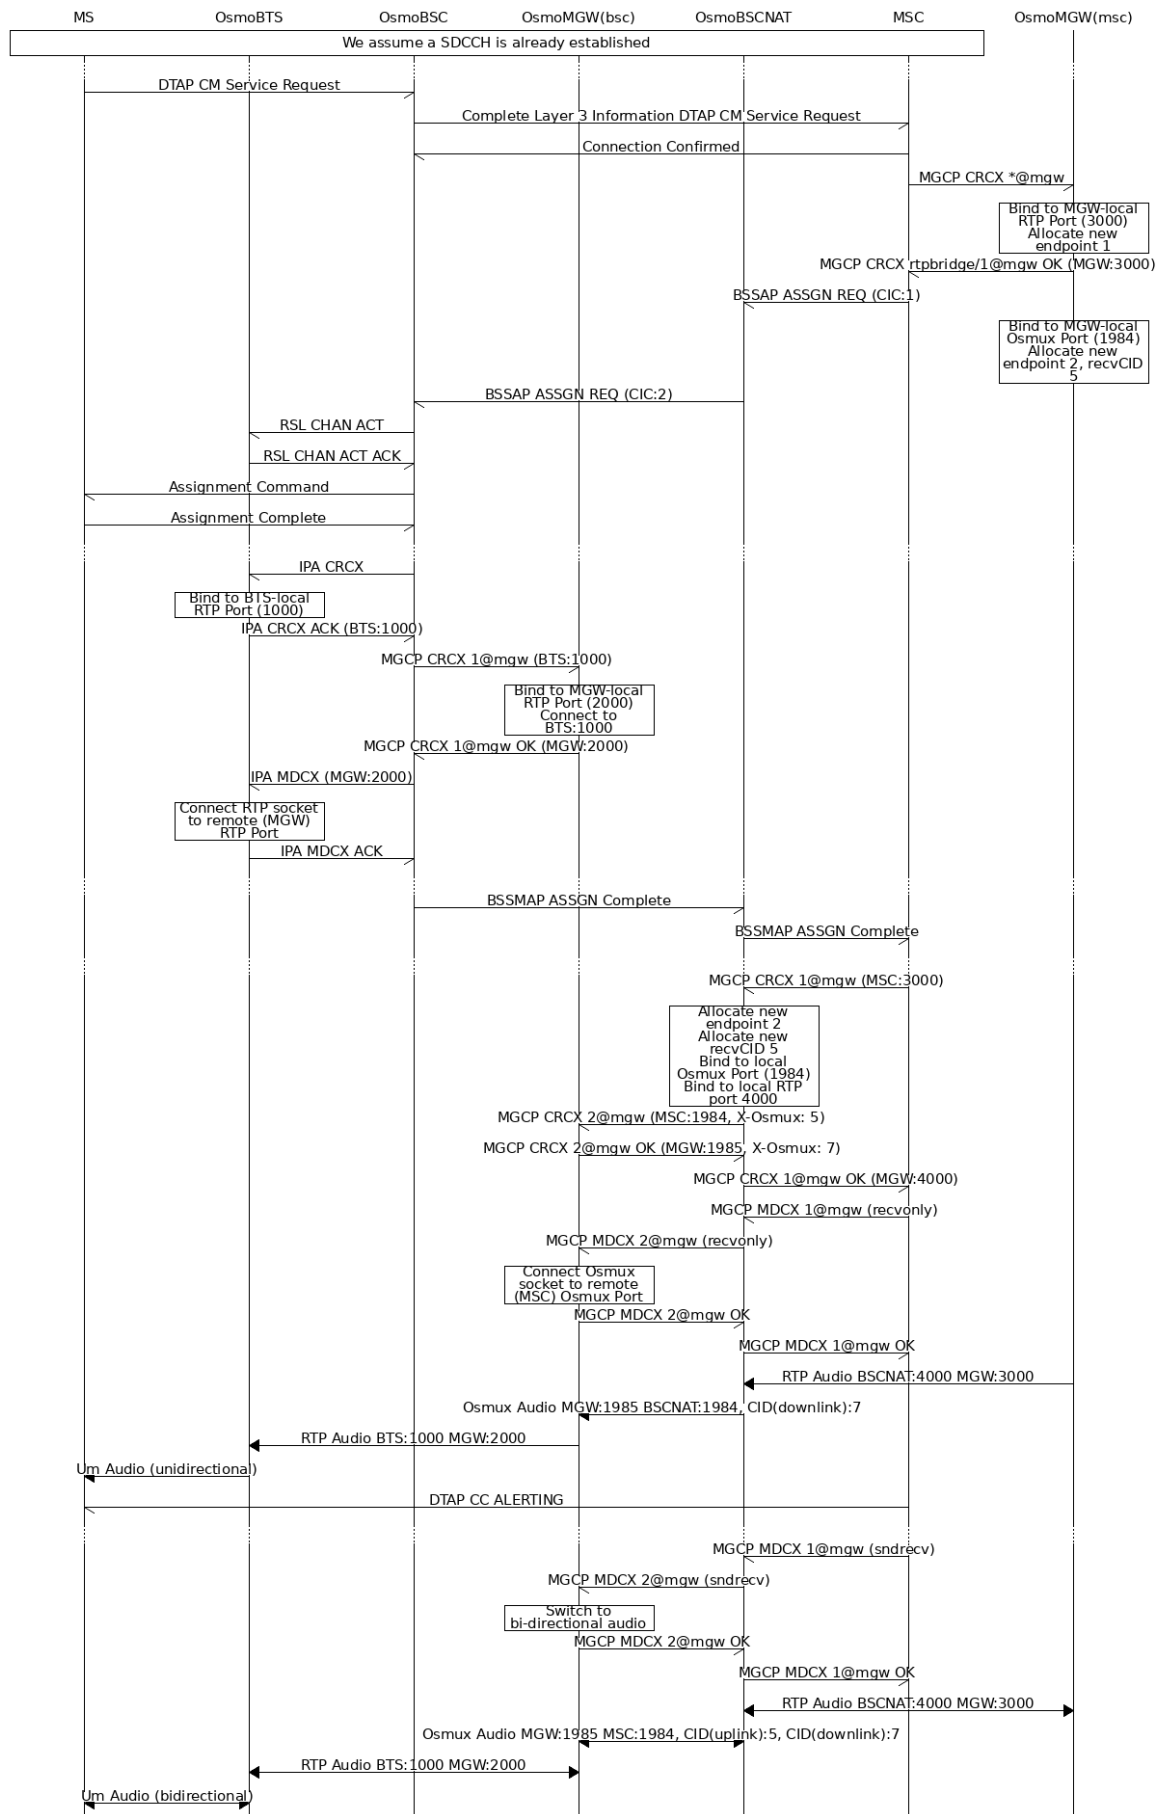 MS OsmoBTS OsmoBSC OsmoMGW(bsc) OsmoBSCNAT MSC OsmoMGW(msc)
We assume a SDCCH is already established
DTAP CM Service Request
Complete Layer 3 Information DTAP CM Service Request
Connection Confirmed
MGCP CRCX *@mgw
Bind to MGW-local
RTP Port (3000)
Allocate new
endpoint 1
MGCP CRCX rtpbridge/1@mgw OK (MGW:3000)
BSSAP ASSGN REQ (CIC:1)
Bind to MGW-local
Osmux Port (1984)
Allocate new
endpoint 2, recvCID
5
BSSAP ASSGN REQ (CIC:2)
RSL CHAN ACT
RSL CHAN ACT ACK
Assignment Command
Assignment Complete
IPA CRCX
Bind to BTS-local
RTP Port (1000)
IPA CRCX ACK (BTS:1000)
MGCP CRCX 1@mgw (BTS:1000)
Bind to MGW-local
RTP Port (2000)
Connect to
BTS:1000
MGCP CRCX 1@mgw OK (MGW:2000)
IPA MDCX (MGW:2000)
Connect RTP socket
to remote (MGW)
RTP Port
IPA MDCX ACK
BSSMAP ASSGN Complete
BSSMAP ASSGN Complete
MGCP CRCX 1@mgw (MSC:3000)
Allocate new
endpoint 2
Allocate new
recvCID 5
Bind to local
Osmux Port (1984)
Bind to local RTP
port 4000
MGCP CRCX 2@mgw (MSC:1984, X-Osmux: 5)
MGCP CRCX 2@mgw OK (MGW:1985, X-Osmux: 7)
MGCP CRCX 1@mgw OK (MGW:4000)
MGCP MDCX 1@mgw (recvonly)
MGCP MDCX 2@mgw (recvonly)
Connect Osmux
socket to remote
(MSC) Osmux Port
MGCP MDCX 2@mgw OK
MGCP MDCX 1@mgw OK
RTP Audio BSCNAT:4000 MGW:3000
Osmux Audio MGW:1985 BSCNAT:1984, CID(downlink):7
RTP Audio BTS:1000 MGW:2000
Um Audio (unidirectional)
DTAP CC ALERTING
MGCP MDCX 1@mgw (sndrecv)
MGCP MDCX 2@mgw (sndrecv)
Switch to
bi-directional audio
MGCP MDCX 2@mgw OK
MGCP MDCX 1@mgw OK
RTP Audio BSCNAT:4000 MGW:3000
Osmux Audio MGW:1985 MSC:1984, CID(uplink):5, CID(downlink):7
RTP Audio BTS:1000 MGW:2000
Um Audio (bidirectional)